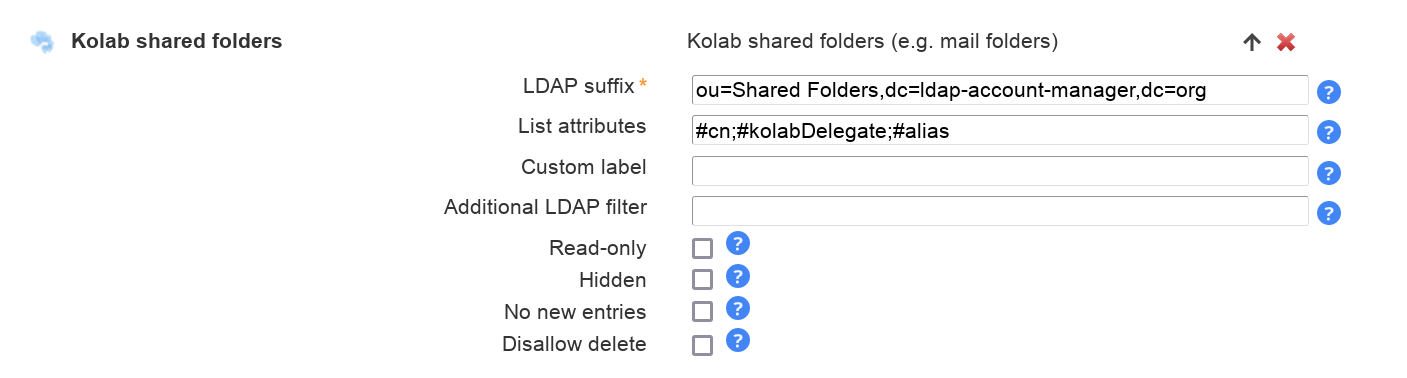 Kolab shared folders Kolab shared folders (e.g. mail folders)
LDAP suffix * ou=Shared Folders,dc=ldap-account-manager,dc=org ?
List attributes #cn;#kolabDelegate;#alias ?
Custom label ?
Additional LDAP filter ?
Read-only ?
Hidden ?
No new entries ?
Disallow delete ?